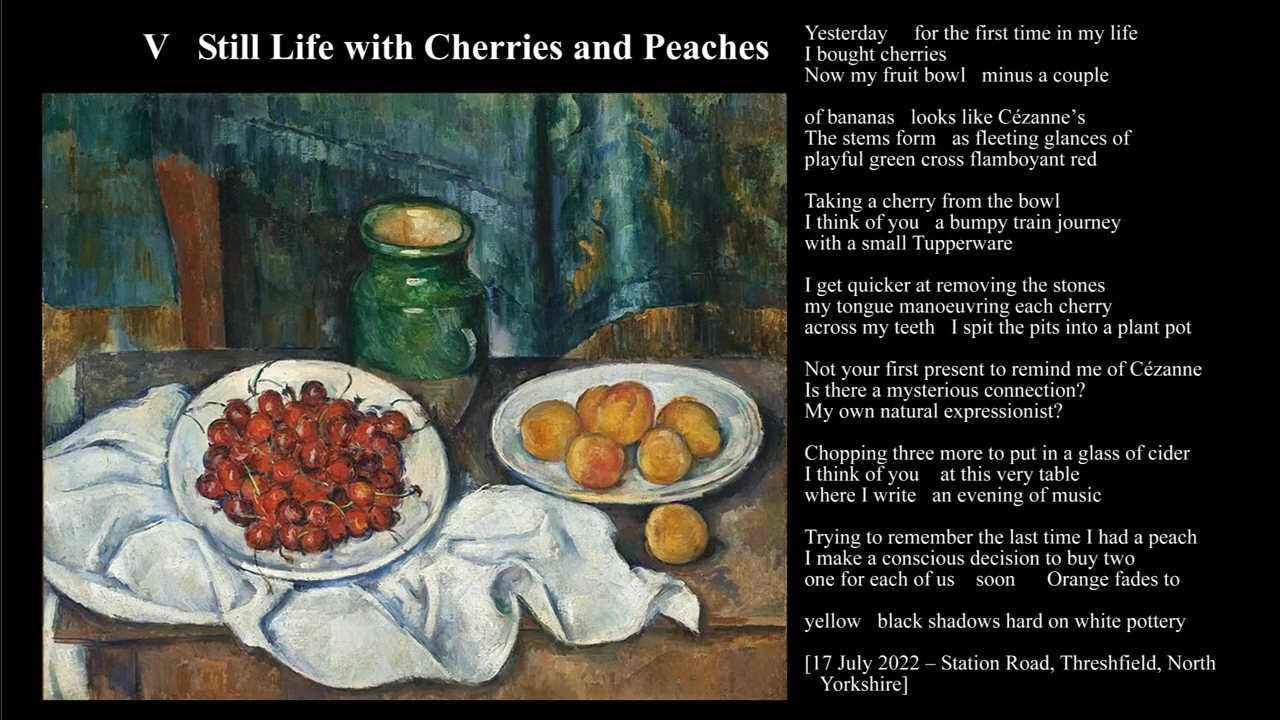 V Still Life with Cherries and Peaches
Yesterday for the first time in my life
I bought cherries
Now my fruit bowl minus a couple
of bananas looks like Cézanne’s
The stems form as fleeting glances of
playful green cross flamboyant red
Taking a cherry from the bowl
I think of you a bumpy train journey
with a small Tupperware
I get quicker at removing the stones
my tongue manoeuvring each cherry
across my teeth I spit the pits into a plant pot
Not your first present to remind me of Cézanne
Is there a mysterious connection?
My own natural expressionist?
Chopping three more to put in a glass of cider
I think of you at this very table
where I write an evening of music
Trying to remember the last time I had a peach
I make a conscious decision to buy two
one for each of us soon Orange fades to
yellow black shadows hard on white pottery
[17 July 2022 – Station Road, Threshfield, North
Yorkshire]